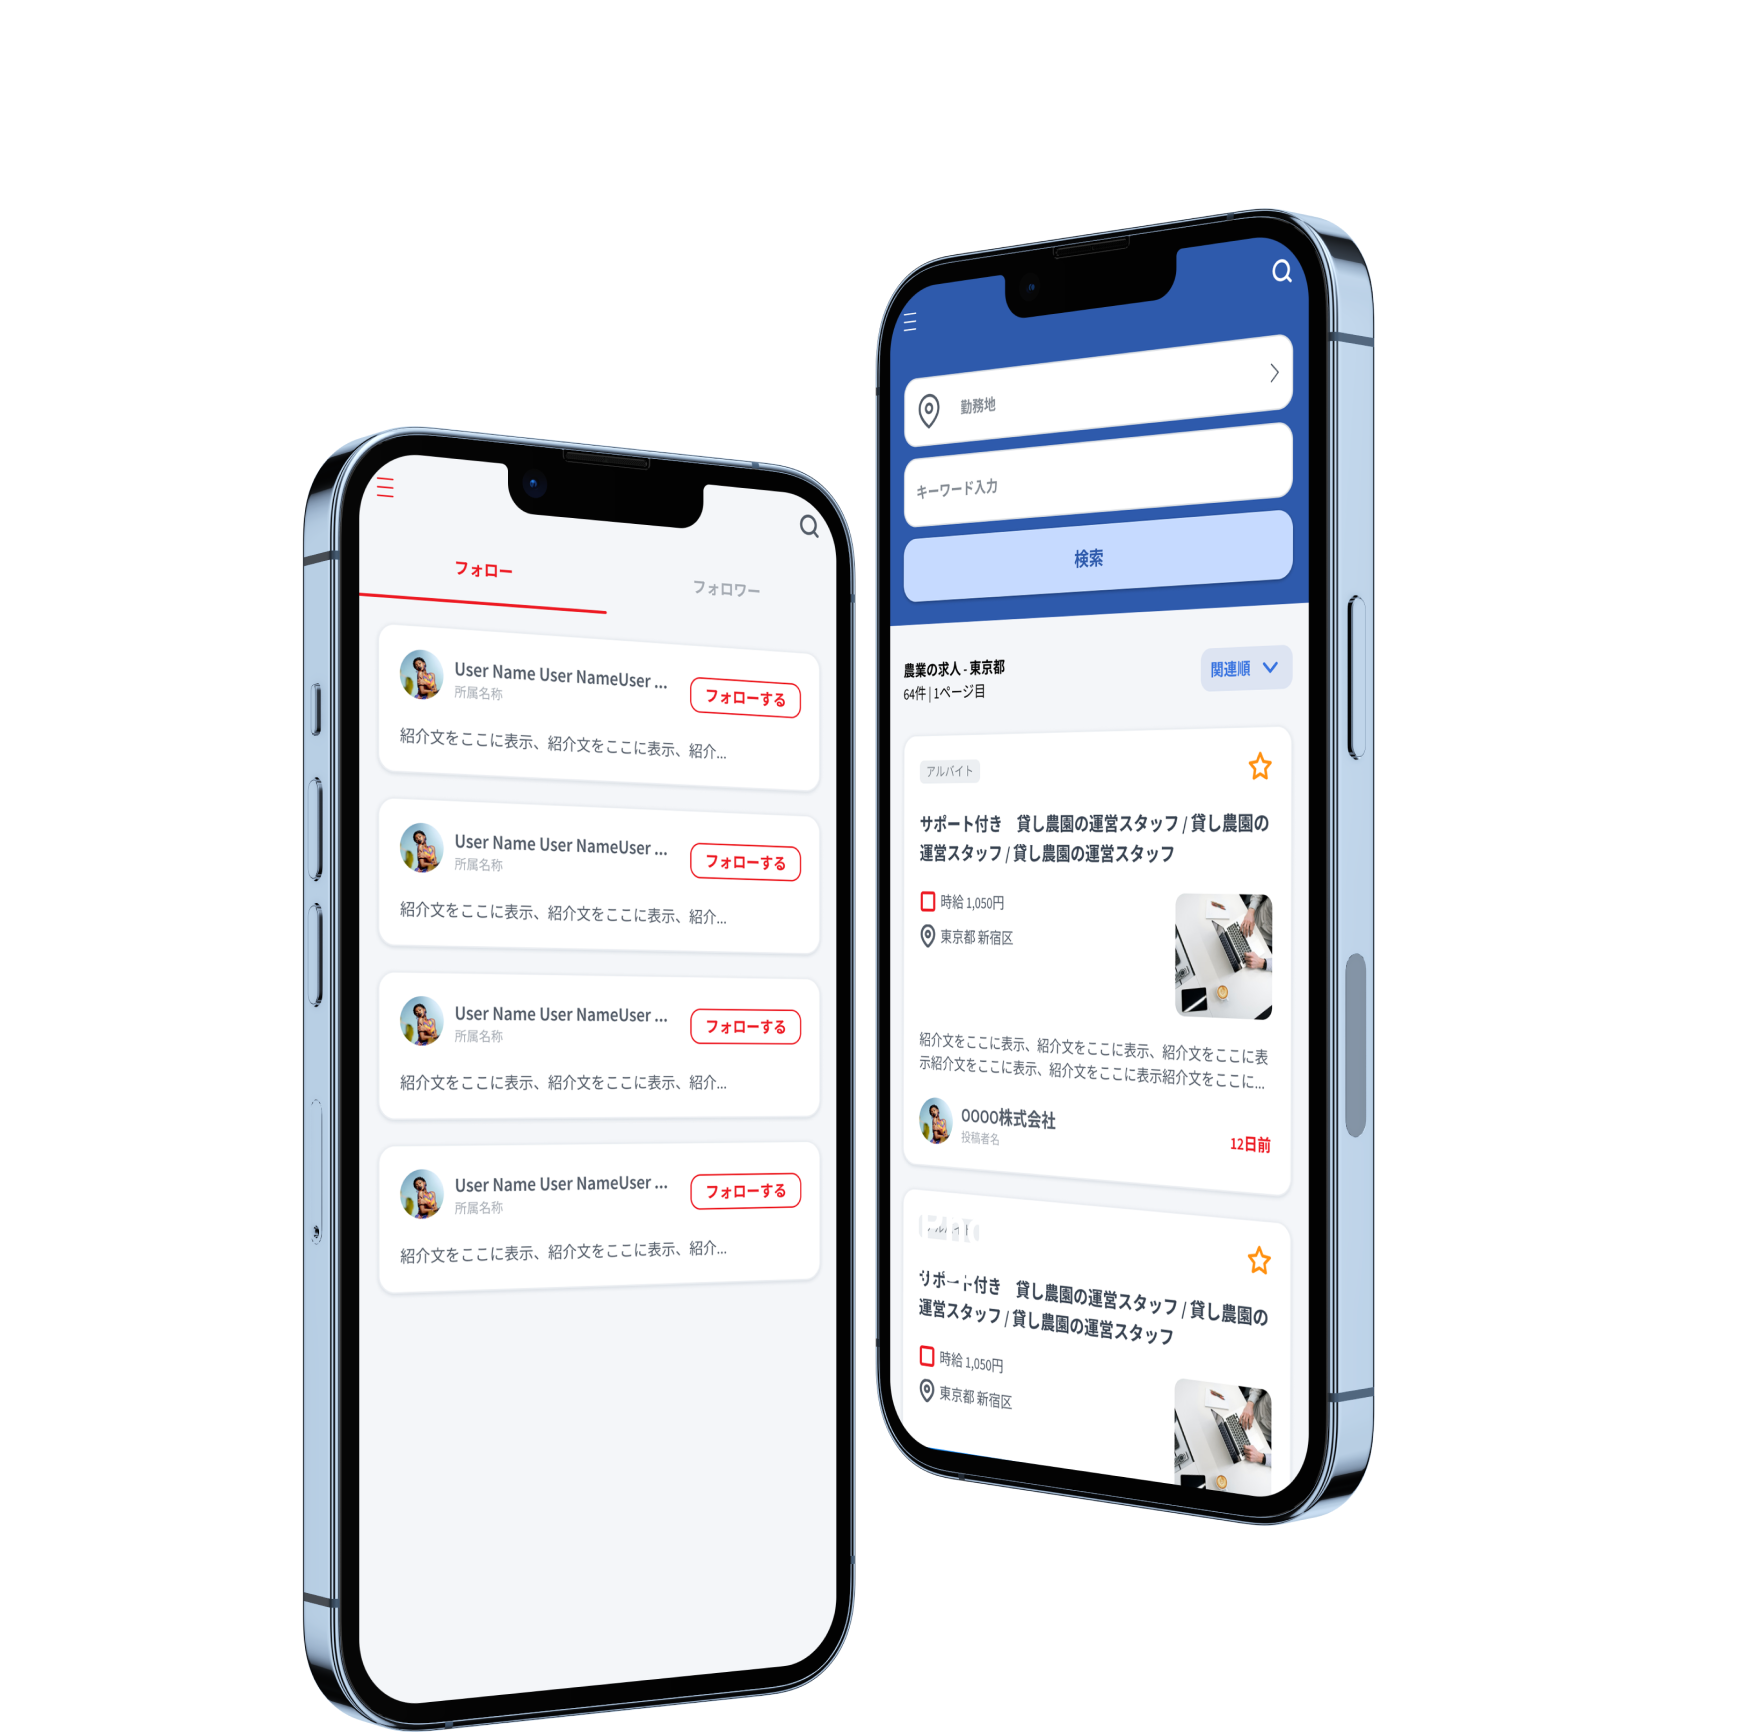 フォロー
フォロワー
User Name User NameUser ...
所属名称
フォローする
紹介文をここに表示、紹介文をここに表示、紹介...
User Name User NameUser ...
所属名称
フォローする
紹介文をここに表示、紹介文をここに表示、紹介...
User Name User NameUser ...
所属名称
フォローする
紹介文をここに表示、紹介文をここに表示、紹介...
User Name User NameUser ...
所属名称
フォローする
紹介文をここに表示、紹介文をここに表示、紹介...
勤務地
キーワード入力
検索
農業の求人 - 東京都
64件 | 1ページ目
関連順
アルバイト
サポート付き　貸し農園の運営スタッフ / 貸し農園の
運営スタッフ / 貸し農園の運営スタッフ
時給 1,050円
東京都 新宿区
紹介文をここに表示、紹介文をここに表示、紹介文をここに表
示紹介文をここに表示、紹介文をここに表示紹介文をここに...
OOOO株式会社
投稿者名
12日前
サポート付き　貸し農園の運営スタッフ / 貸し農園の
運営スタッフ / 貸し農園の運営スタッフ
時給 1,050円
東京都 新宿区